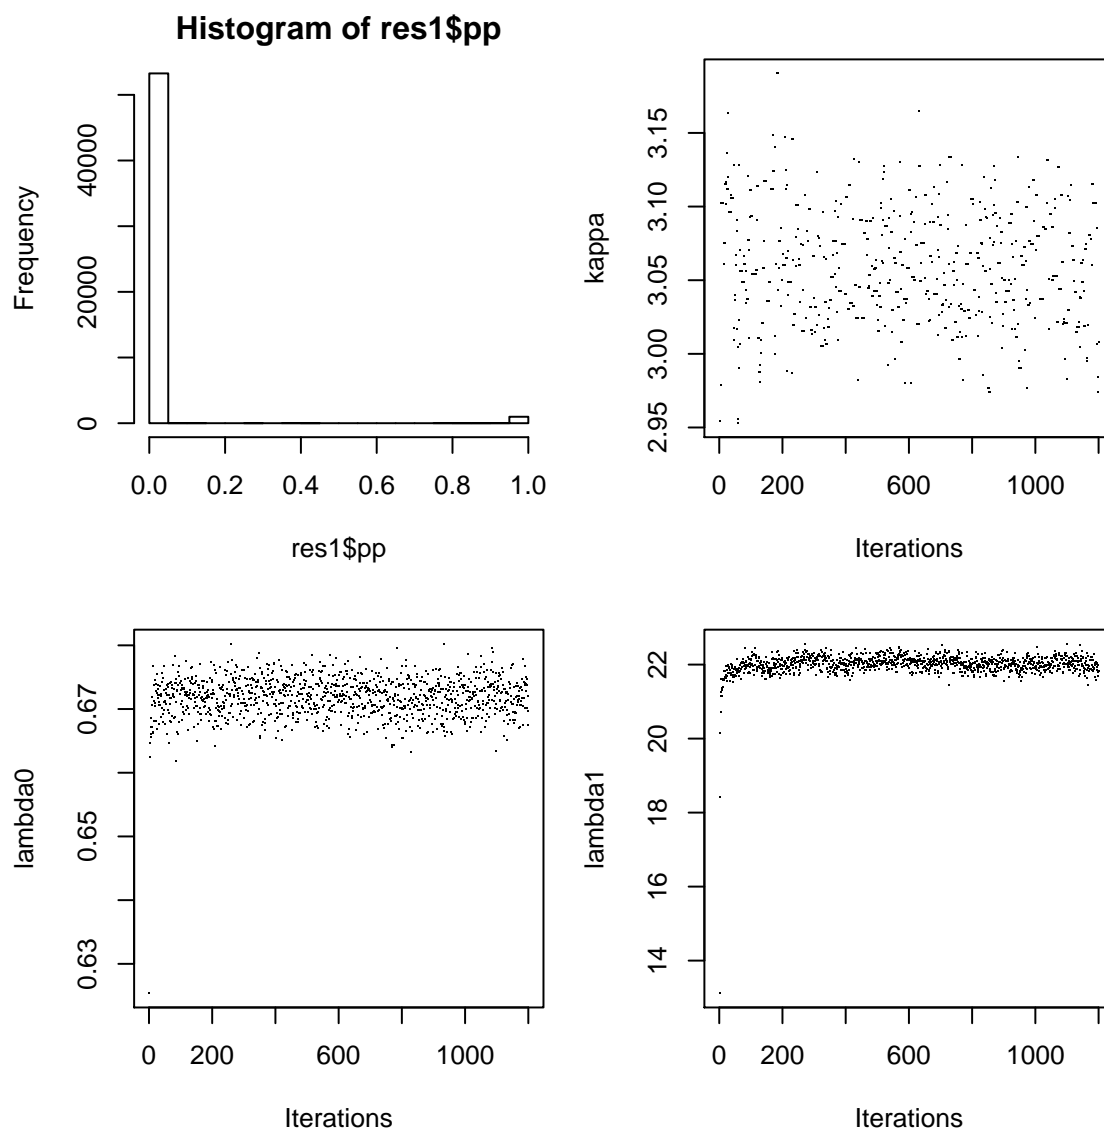 Histogram of res1$pp
Frequency
0
20000
40000
0.0 0.2 0.4 0.6 0.8 1.0
res1$pp
kappa
2.95
3.00
3.05
3.10
3.15
0 200 600 1000
Iterations
lambda0
0.63
0.65
0.67
0 200 600 1000
Iterations
lambda1
14
16
18
20
22
0 200 600 1000
Iterations